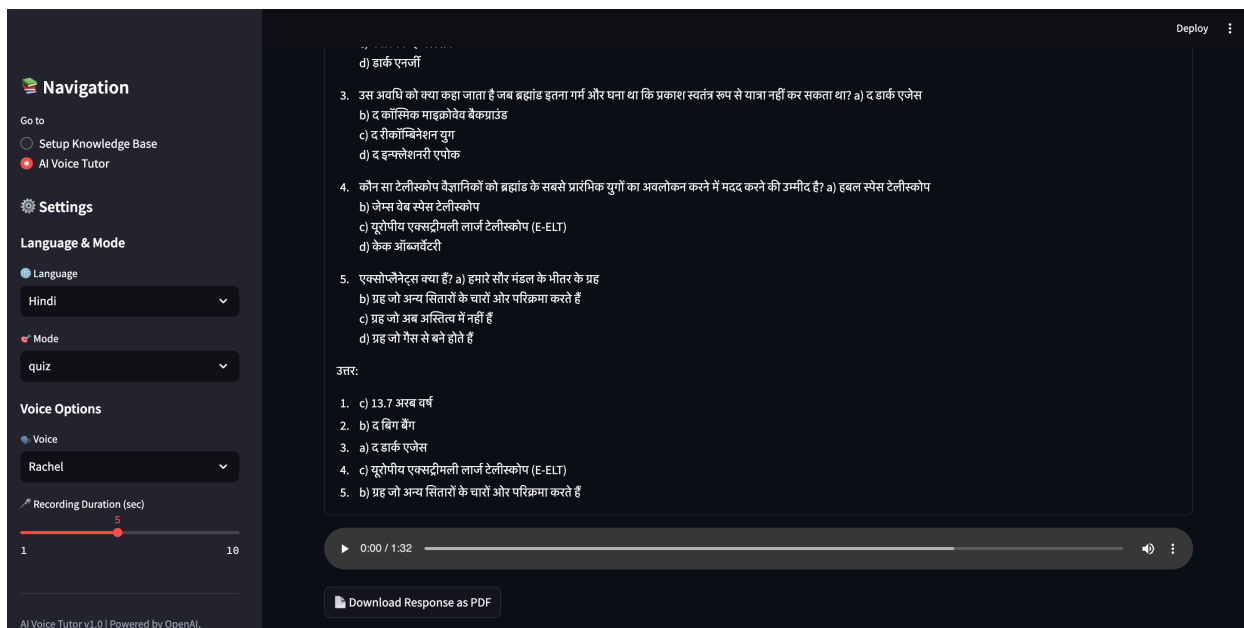 Deploy
Navigation
Go to
Setup Knowledge Base
AI Voice Tutor
Settings
Language & Mode
Language
Hindi
Mode
quiz
Voice Options
Voice
Rachel
Recording Duration (sec)
5
1 10
AI Voice Tutor v1.0 | Powered by OpenAI,
d) डार्क एनर्जी
3. उस अवधि को क्या कहा जाता है जब ब्रह्मांड इतना गर्म और घना था कि प्रकाश स्वतंत्र रूप से यात्रा नहीं कर सकता था? a) द डार्क एजेस
b) द कॉस्मिक माइक्रोवेव बैकग्राउंड
c) द रीकॉम्बिनेशन युग
d) द इन्फ्लेशनरी एपोक
4. कौन सा टेलीस्कोप वैज्ञानिकों को ब्रह्मांड के सबसे प्रारंभिक युगों का अवलोकन करने में मदद करने की उम्मीद है? a) हबल स्पेस टेलीस्कोप
b) जेम्स वेब स्पेस टेलीस्कोप
c) यूरोपीय एक्सट्रीमली लार्ज टेलीस्कोप (E-ELT)
d) केक ऑब्जर्वेटरी
5. एक्सोप्लैनेट्स क्या हैं? a) हमारे सौर मंडल के भीतर के ग्रह
b) ग्रह जो अन्य सितारों के चारों ओर परिक्रमा करते हैं
c) ग्रह जो अब अस्तित्व में नहीं हैं
d) ग्रह जो गैस से बने होते हैं
उत्तर:
1. c) 13.7 अरब वर्ष
2. b) द बिग बैंग
3. a) द डार्क एजेस
4. c) यूरोपीय एक्सट्रीमली लार्ज टेलीस्कोप (E-ELT)
5. b) ग्रह जो अन्य सितारों के चारों ओर परिक्रमा करते हैं
0:00 / 1:32
Download Response as PDF